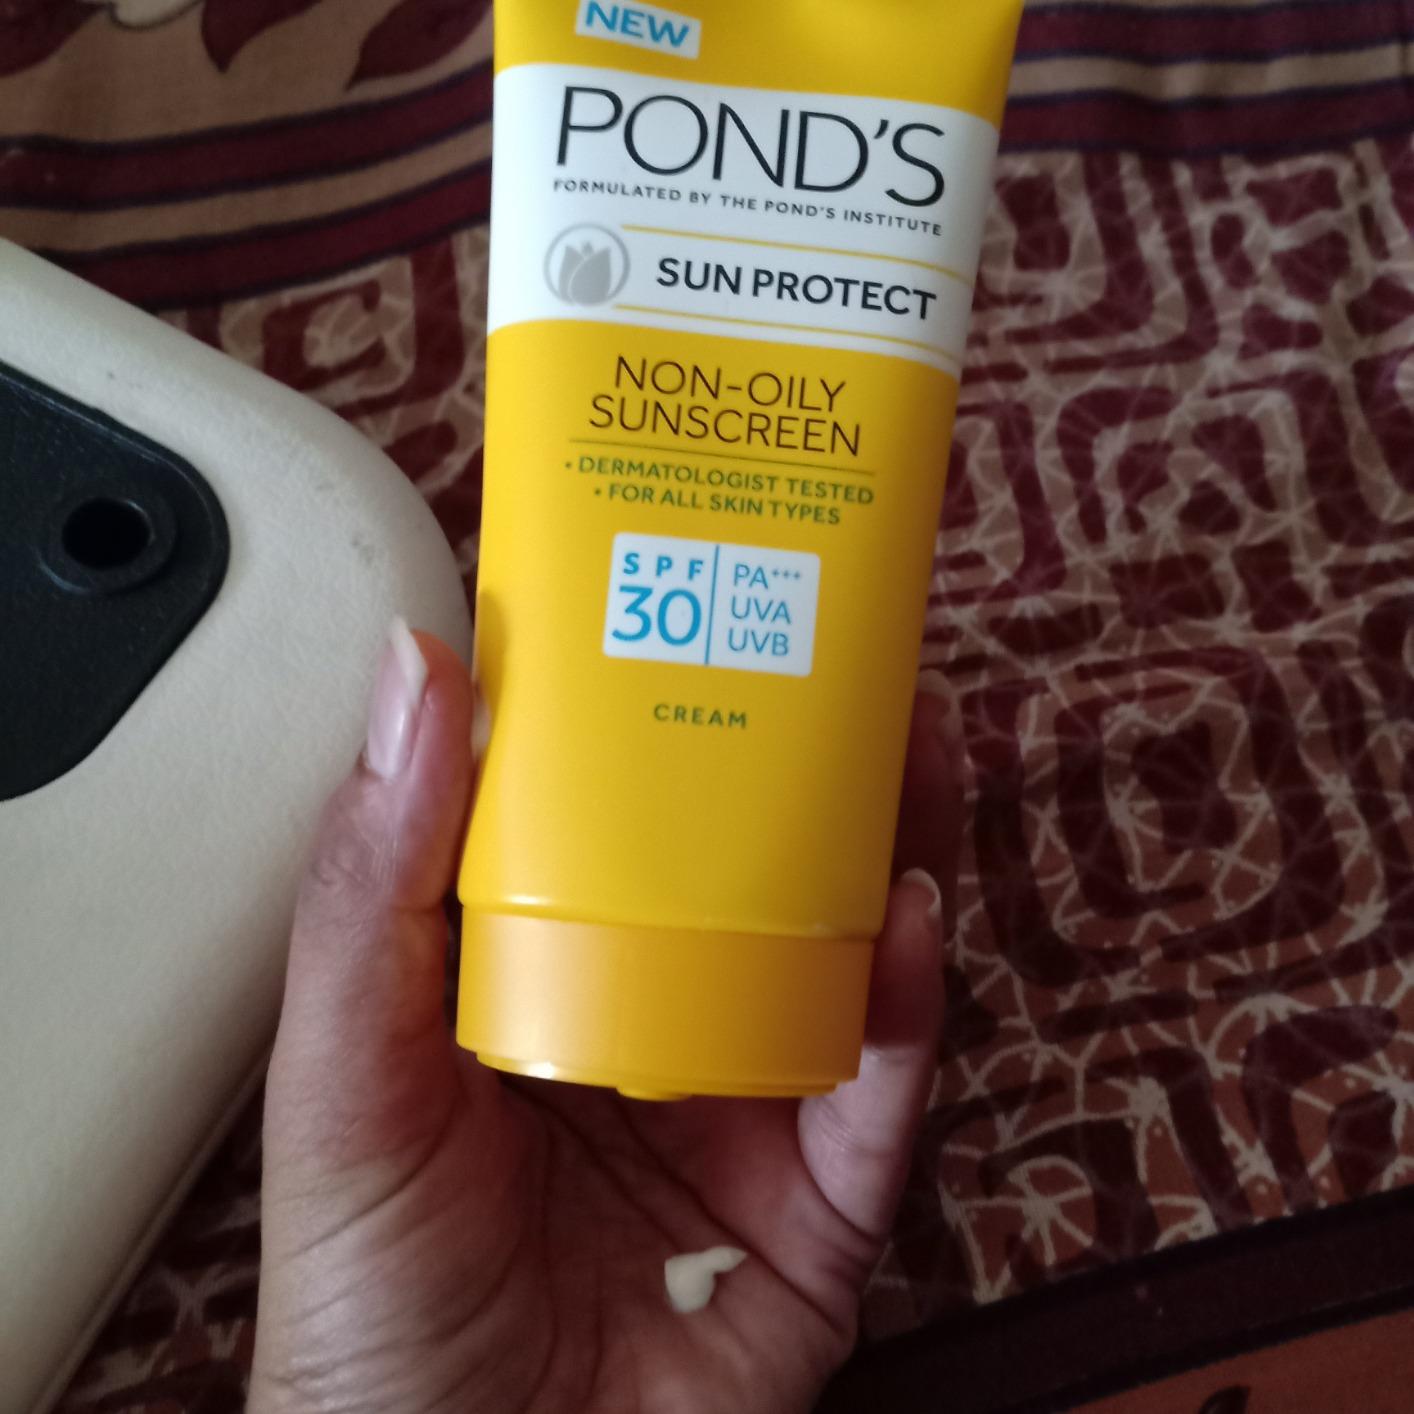 NEW
POND'S
FORMULATED BY THE POND'S INSTITUTE
SUN PROTECT
NON-OILY
SUNSCREEN
• DERMATOLOGIST TESTED
• FOR ALL SKIN TYPES
SPF
30
PA+++
UVA
UVB
CREAM